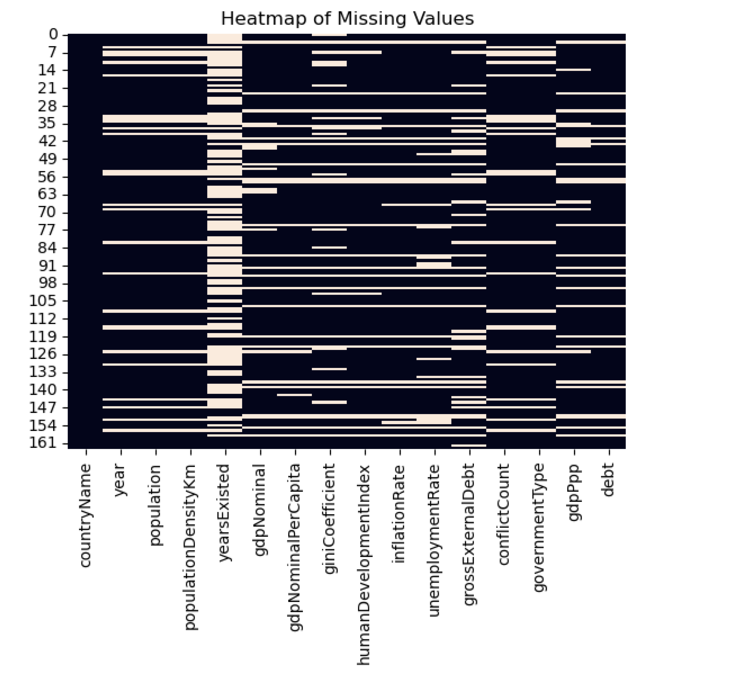 Heatmap of Missing Values
0
7
14
21
28
35
42
49
56
63
70
77
84
91
98
105
112
119
126
133
140
147
154
161
countryName
year
population
populationDensityKm
yearsExisted
gdpNominal
gdpNominalPerCapita
giniCoefficient
humanDevelopmentIndex
inflationRate
unemploymentRate
grossExternalDebt
conflictCount
governmentType
gdpPpp
debt